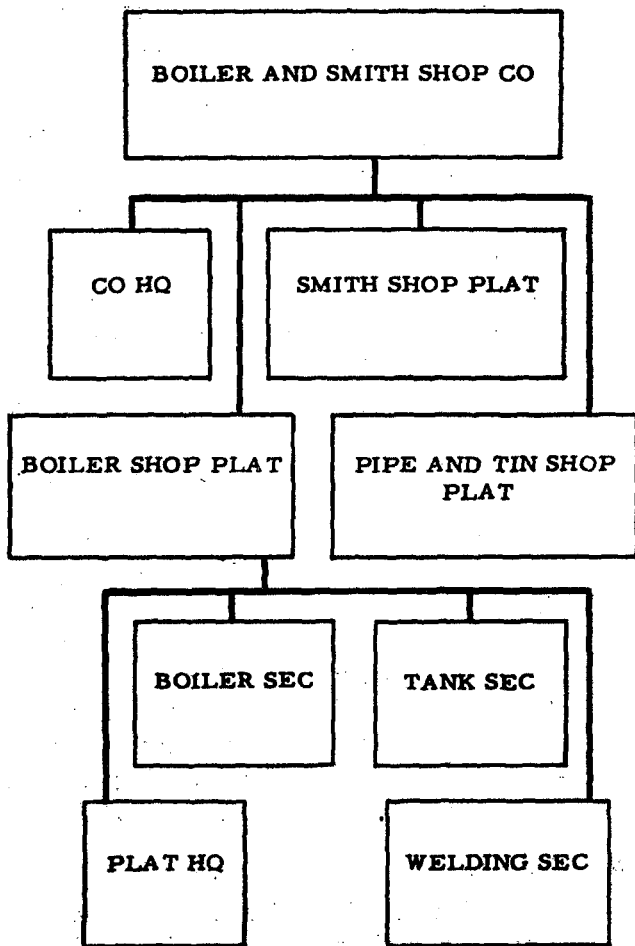 BOILER AND SMITH SHOP CO
CO HQ
SMITH SHOP PLAT
BOILER SHOP PLAT
PIPE AND TIN SHOP
PLAT
BOILER SEC
TANK SEC
PLAT HQ
WELDING SEC